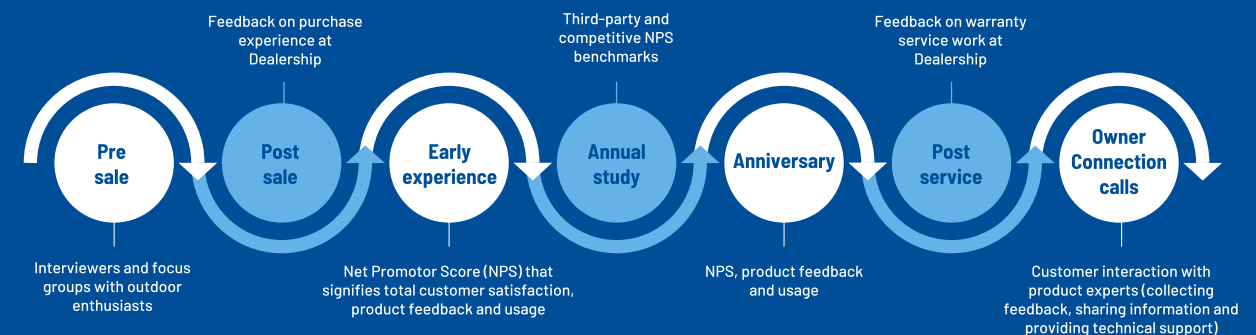 Feedback on purchase
experience at
Dealership
Third-party and
competitive NPS
benchmarks
Feedback on warranty
service work at
Dealership
Pre
sale
Post
sale
Early
experience
Annual
study
Anniversary
Post
service
Owner
Connection
calls
Interviewers and focus
groups with outdoor
enthusiasts
Net Promotor Score (NPS) that
signifies total customer satisfaction,
product feedback and usage
NPS, product feedback
and usage
Customer interaction with
product experts (collecting
feedback, sharing information and
providing technical support)